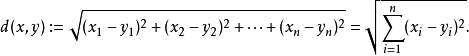 d(x, y) := √((x₁ − y₁)² + (x₂ − y₂)² + ⋯ + (xₙ − yₙ)²) = √(∑ᵢ₌₁ⁿ (xᵢ − yᵢ)²).